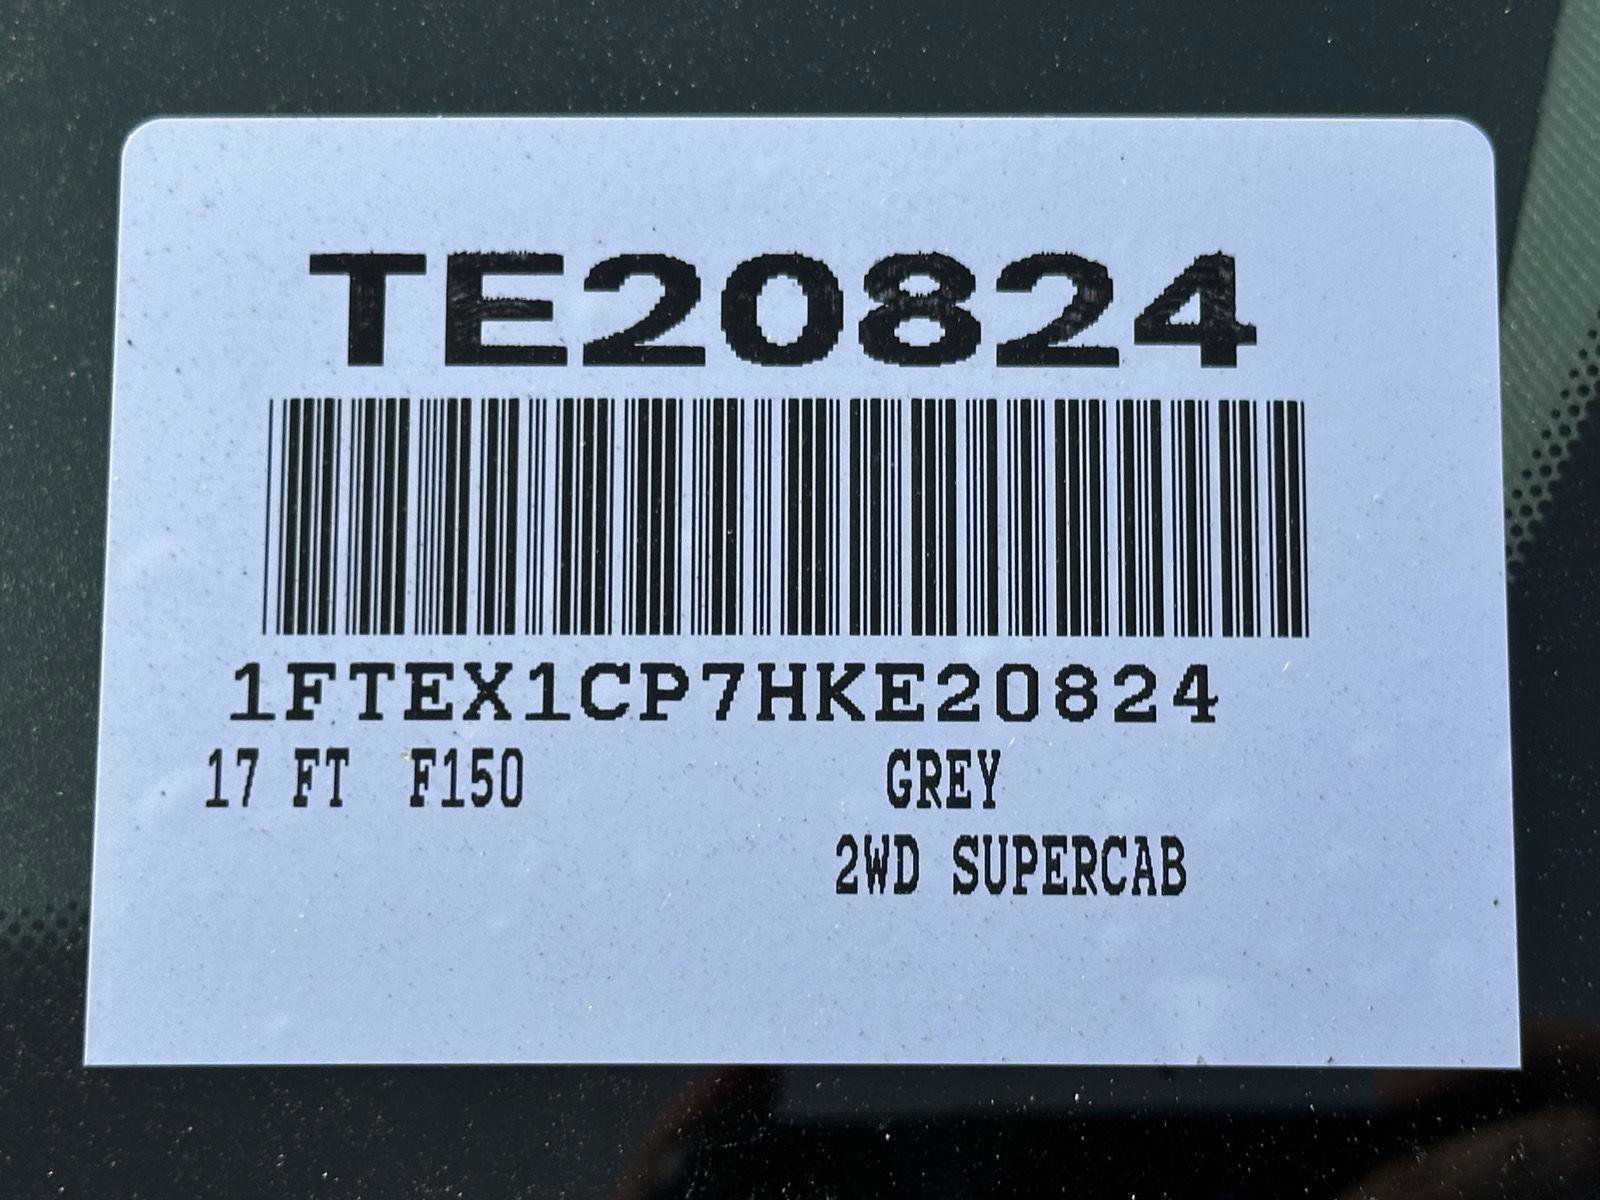 TE20824
1FTEX1CP7HKE20824
17 FT F150 GREY
2WD SUPERCAB